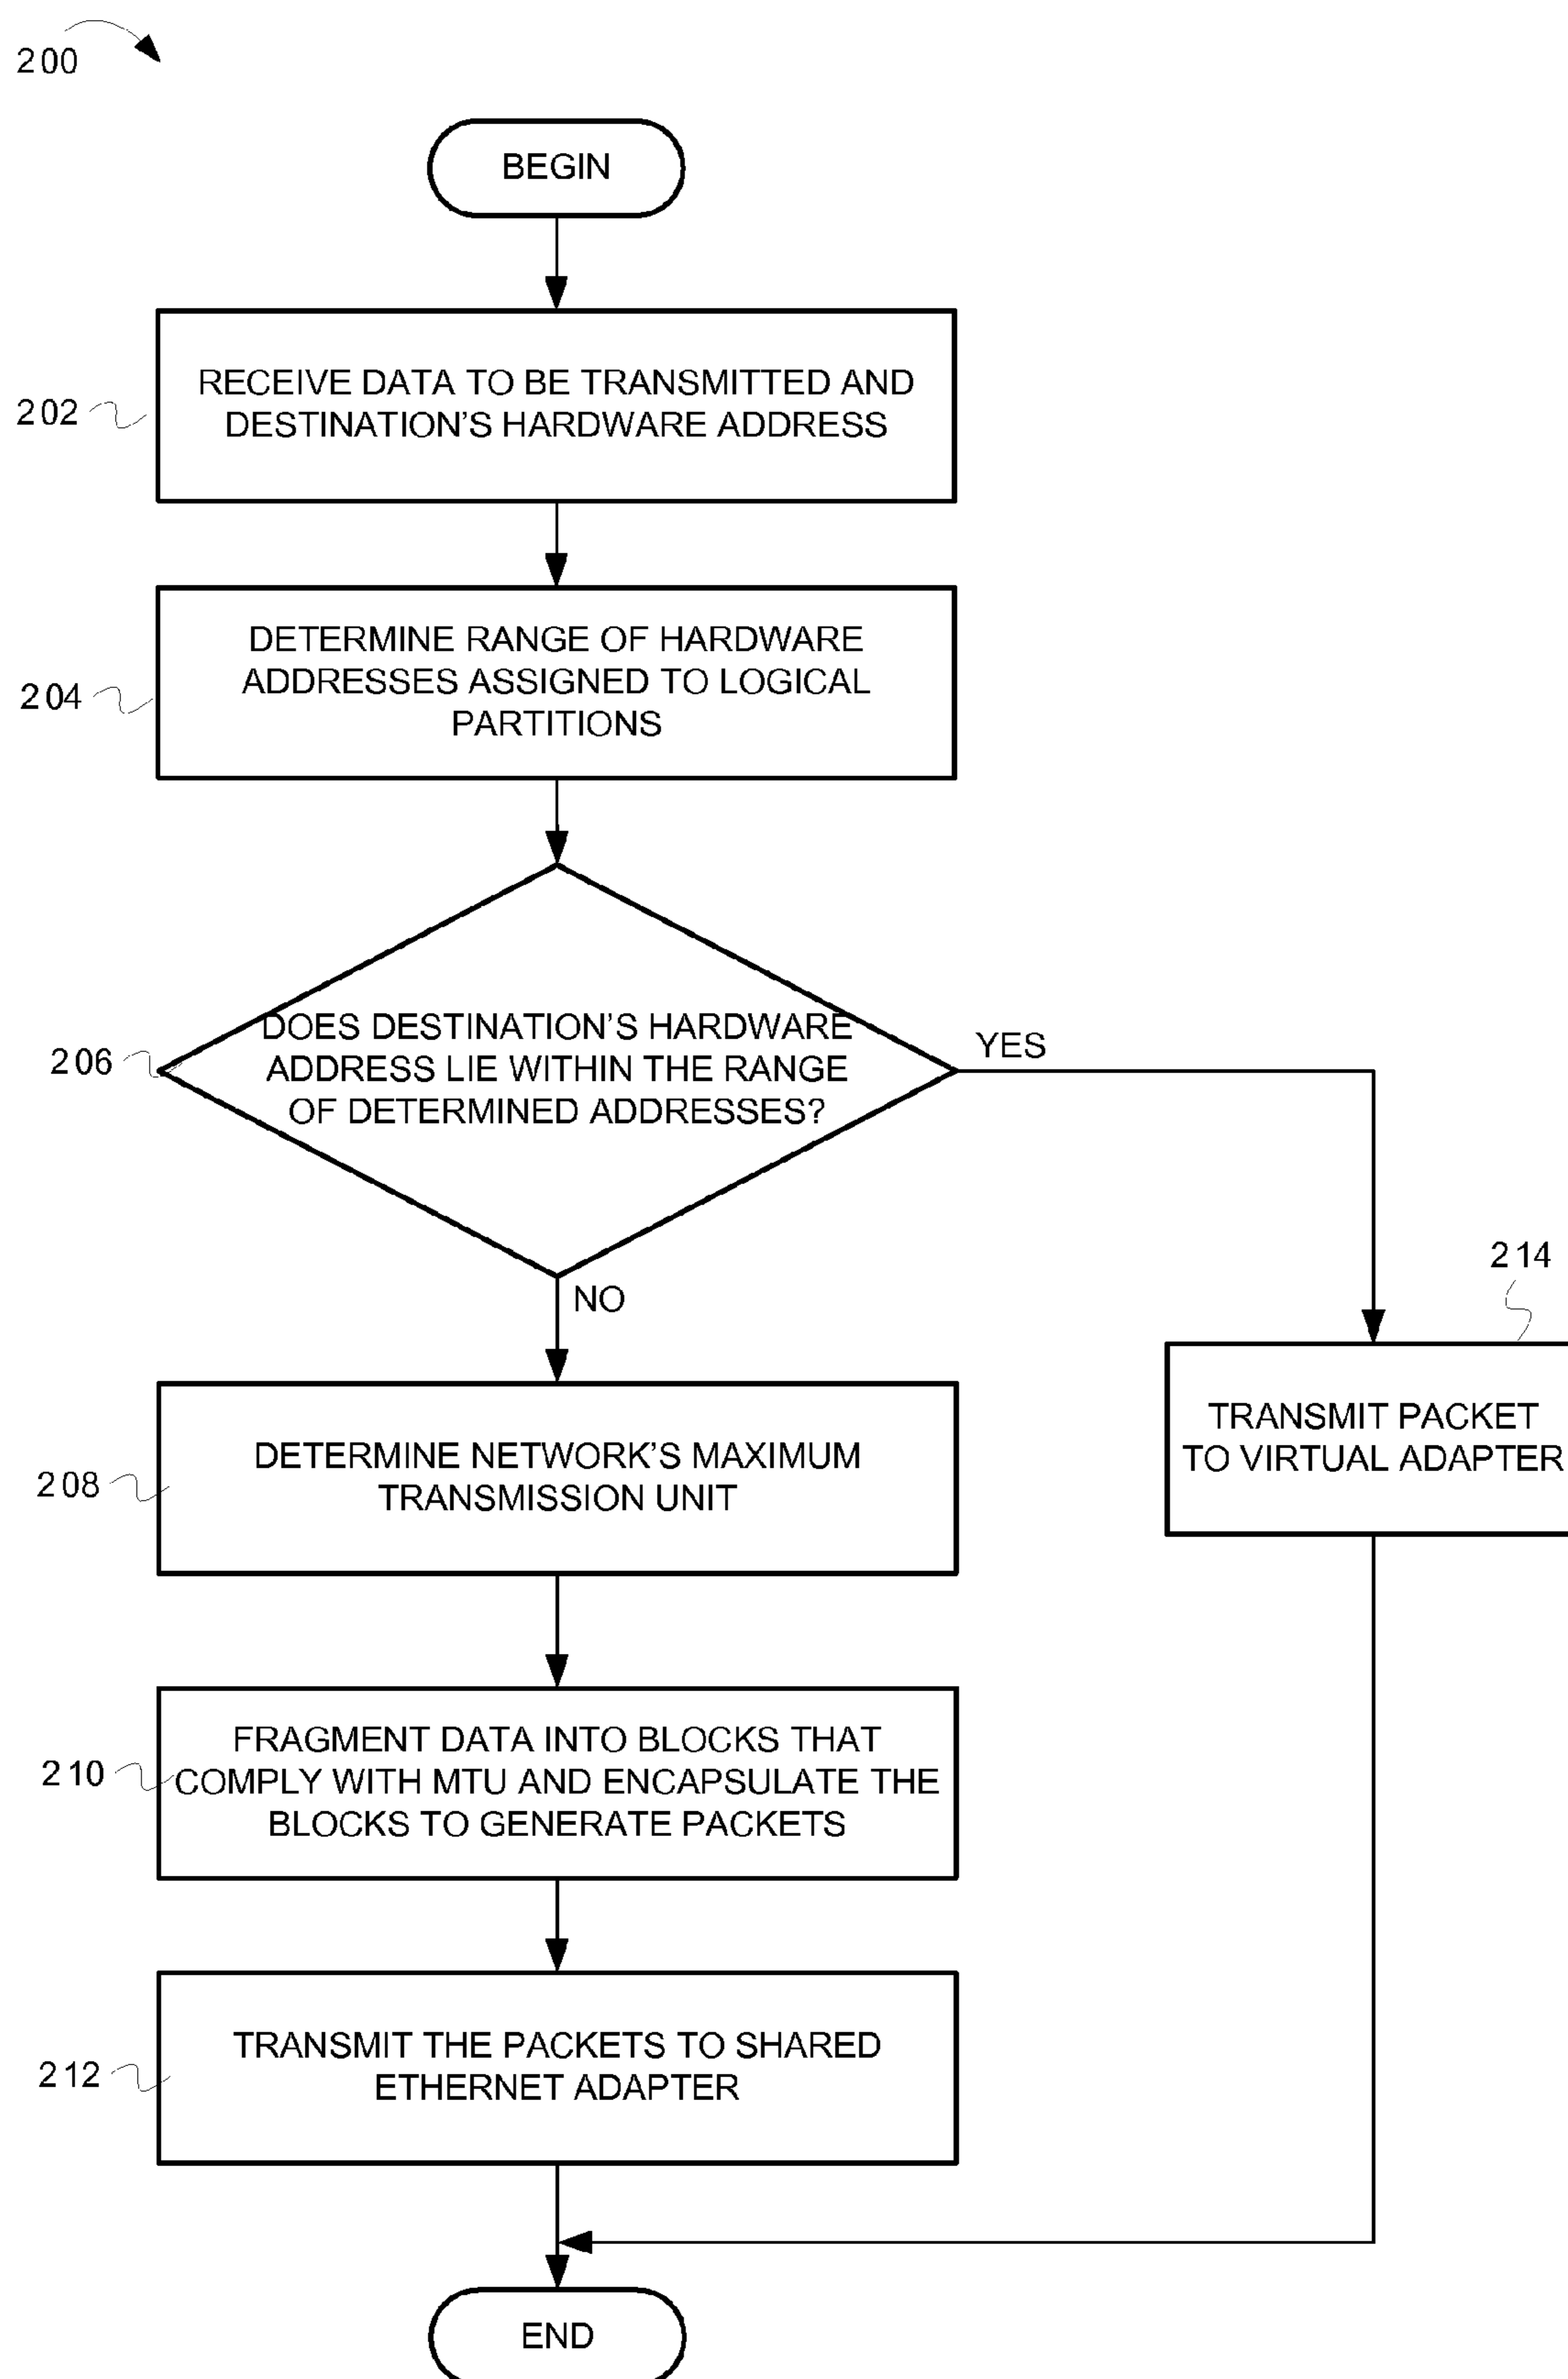 200
BEGIN
202
RECEIVE DATA TO BE TRANSMITTED AND
DESTINATION'S HARDWARE ADDRESS
204
DETERMINE RANGE OF HARDWARE
ADDRESSES ASSIGNED TO LOGICAL
PARTITIONS
206
DOES DESTINATION'S HARDWARE
ADDRESS LIE WITHIN THE RANGE
OF DETERMINED ADDRESSES?
YES
NO
214
TRANSMIT PACKET
TO VIRTUAL ADAPTER
208
DETERMINE NETWORK'S MAXIMUM
TRANSMISSION UNIT
210
FRAGMENT DATA INTO BLOCKS THAT
COMPLY WITH MTU AND ENCAPSULATE THE
BLOCKS TO GENERATE PACKETS
212
TRANSMIT THE PACKETS TO SHARED
ETHERNET ADAPTER
END